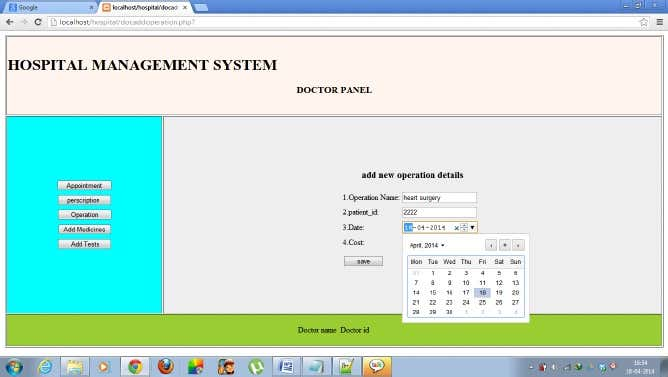 Google
localhost/hospital/docadd
localhost/hospital/docaddoperation.php?
HOSPITAL MANAGEMENT SYSTEM
DOCTOR PANEL
Appointment
perscription
Operation
Add Medicines
Add Tests
add new operation details
1.Operation Name: heart surgery
2.patient_id: 2222
3.Date: 18-04-2014
4.Cost:
save
April, 2014
Mon Tue Wed Thu Fri Sat Sun
31 1 2 3 4 5 6
7 8 9 10 11 12 13
14 15 16 17 18 19 20
21 22 23 24 25 26 27
28 29 30 1 2 3 4
Doctor name Doctor id
18-04-2014